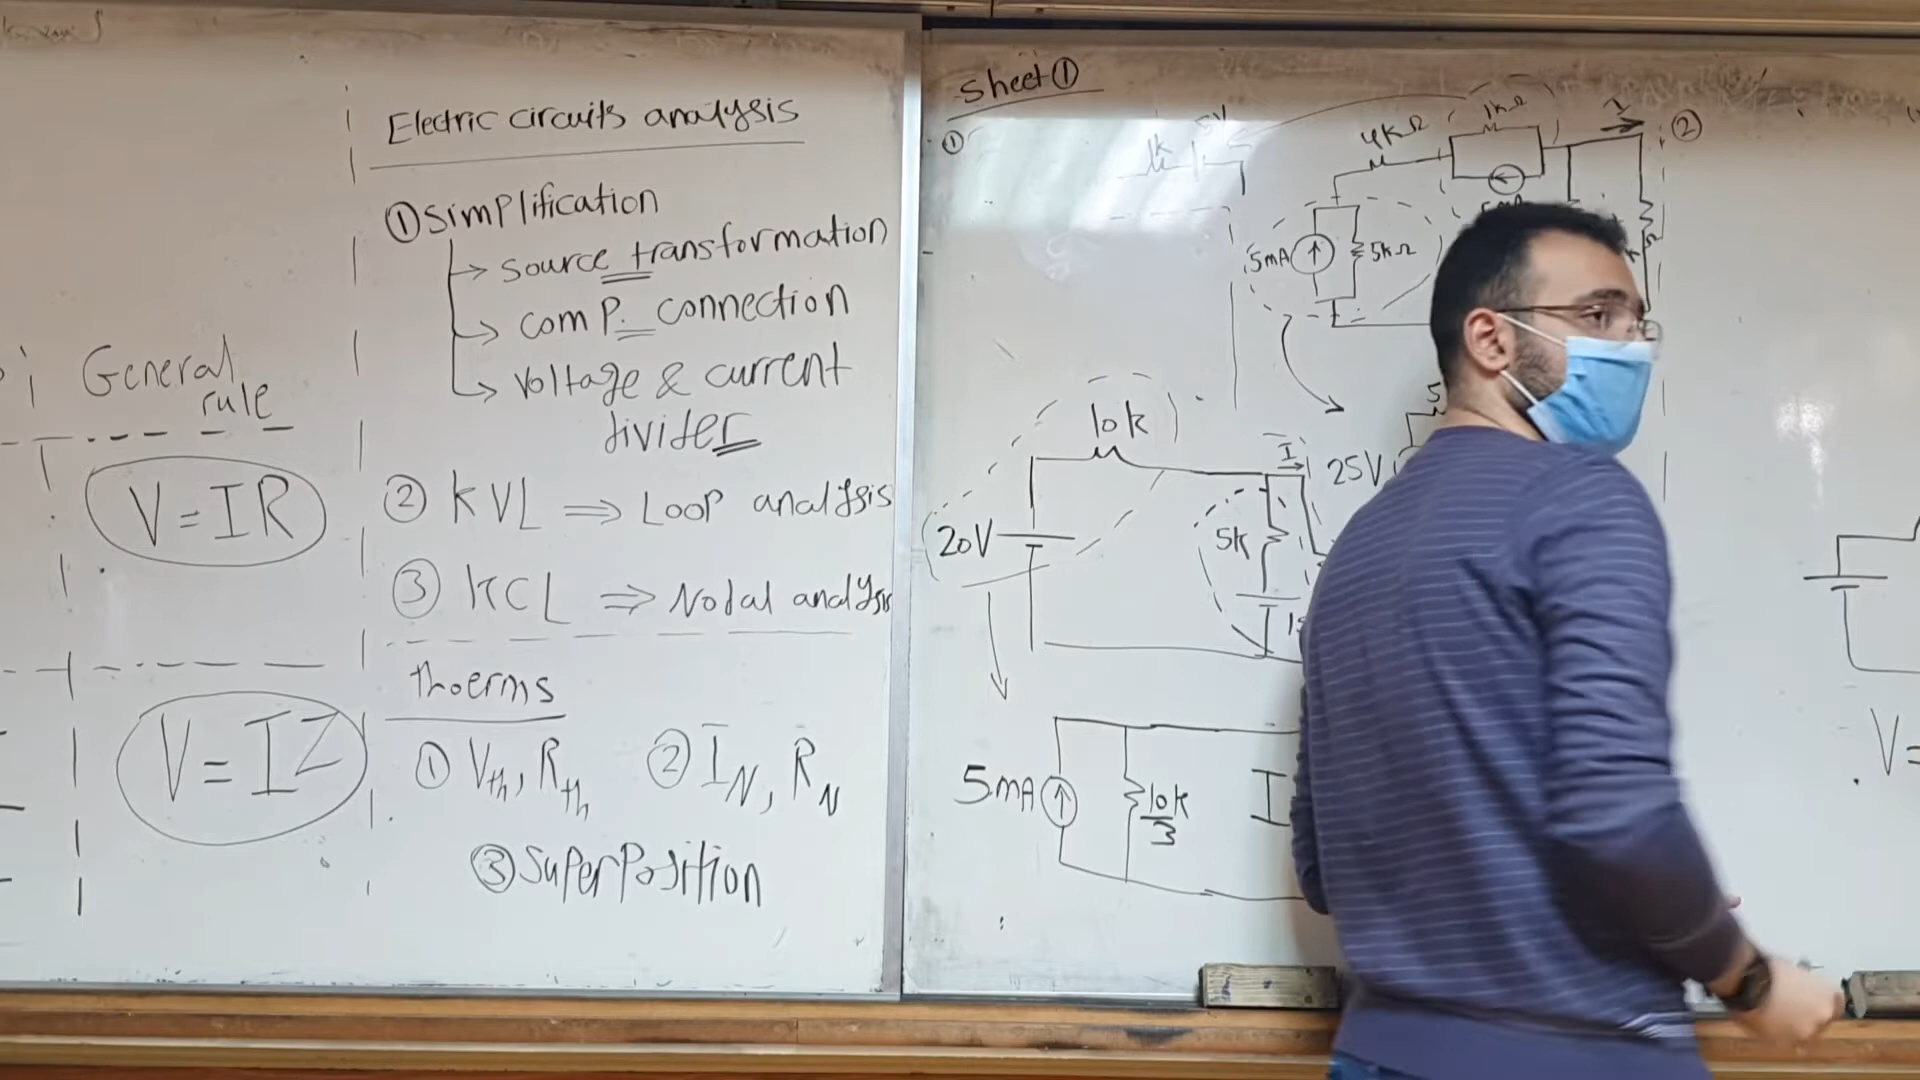 General
rule
V = IR
V = IZ
Electric circuits analysis
① simplification
→ source transformation
→ comp. connection
→ voltage & current
divider
② KVL ⇒ Loop analysis
③ KCL ⇒ Nodal analysis
thoerms
① Vth, Rth
② IN, RN
③ SuperPosition
Sheet ①
①
1k
5V
4kΩ
1kΩ
I
②
5mA
5kΩ
10k
20V
5k
I
25V
5mA
10k
3
I
V=